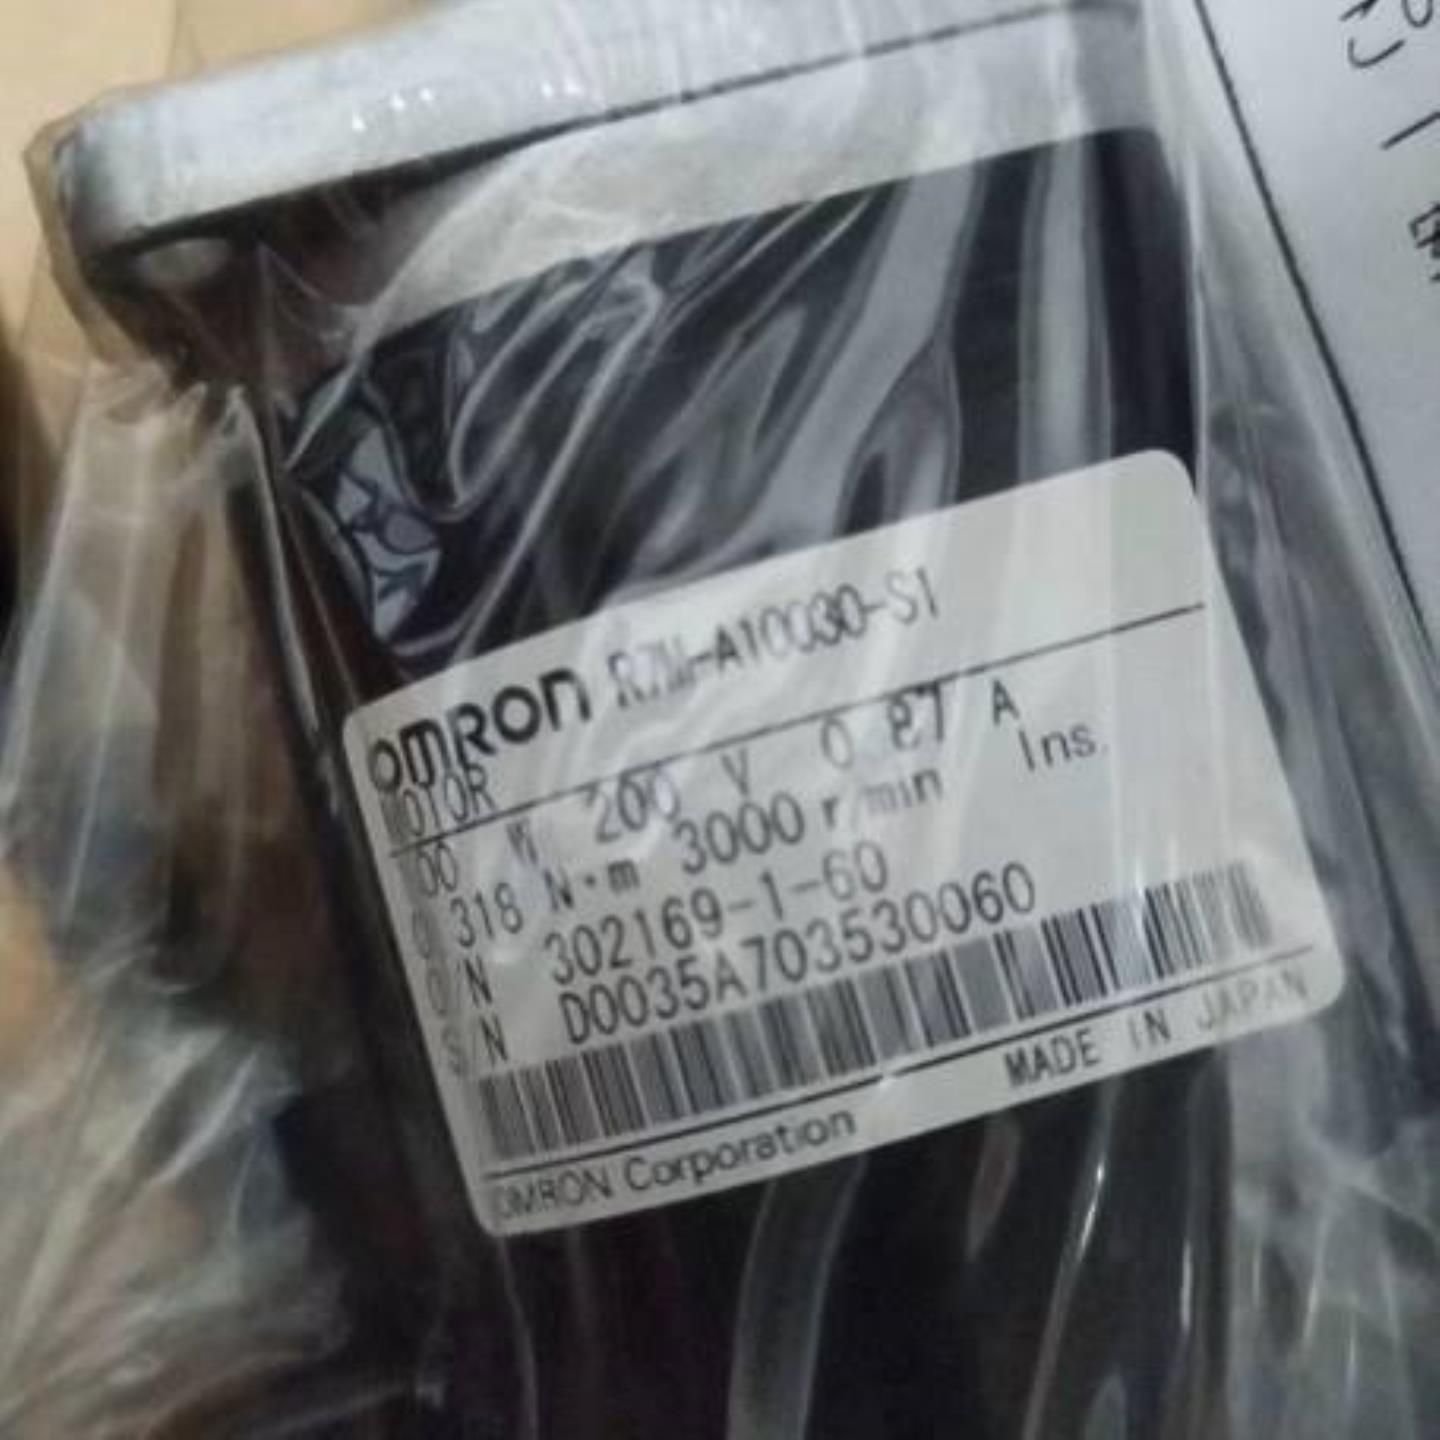 OMRON R7M-A10030-S1
MOTOR
100 W 200 V 0.87 A
0.318 N·m 3000 r/min Ins.
O/N 302169-1-60
S/N D0035A703530060
OMRON Corporation MADE IN JAPAN